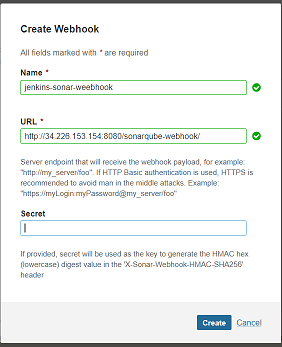 Create Webhook
All fields marked with * are required
Name *
jenkins-sonar-weebhook
URL *
http://34.226.153.154:8080/sonarqube-webhook/
Server endpoint that will receive the webhook payload, for example:
"http://my_server/foo". If HTTP Basic authentication is used, HTTPS is
recommended to avoid man in the middle attacks. Example:
"https://myLogin:myPassword@my_server/foo"
Secret
If provided, secret will be used as the key to generate the HMAC hex
(lowercase) digest value in the 'X-Sonar-Webhook-HMAC-SHA256'
header
Create Cancel